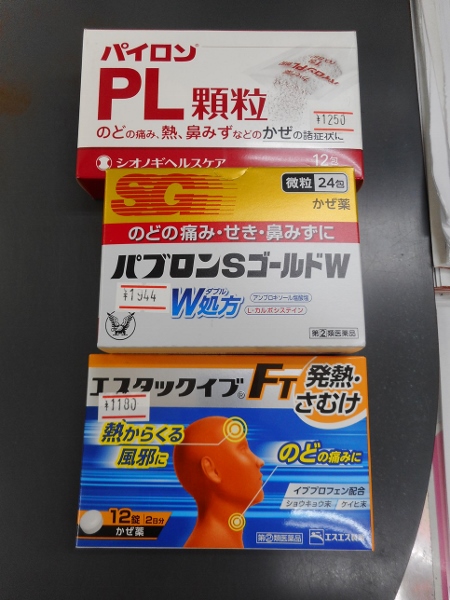 パイロン®
PL顆粒
¥1250
のどの痛み、熱、鼻みずなどのかぜの諸症状に
シオノギヘルスケア
12包
SG
微粒 24包
かぜ薬
のどの痛み・せき・鼻みずに
パブロンSゴールドW
¥1944
ダブルの
W処方
アンブロキソール塩酸塩
L-カルボシステイン
第②類医薬品
エスタックイブ®FT
発熱・
さむけ
¥1180
熱からくる
風邪に
のどの痛みに
イブプロフェン配合
ショウキョウ末
ケイヒ末
12錠 2日分
かぜ薬
第②類医薬品
エスエス製薬